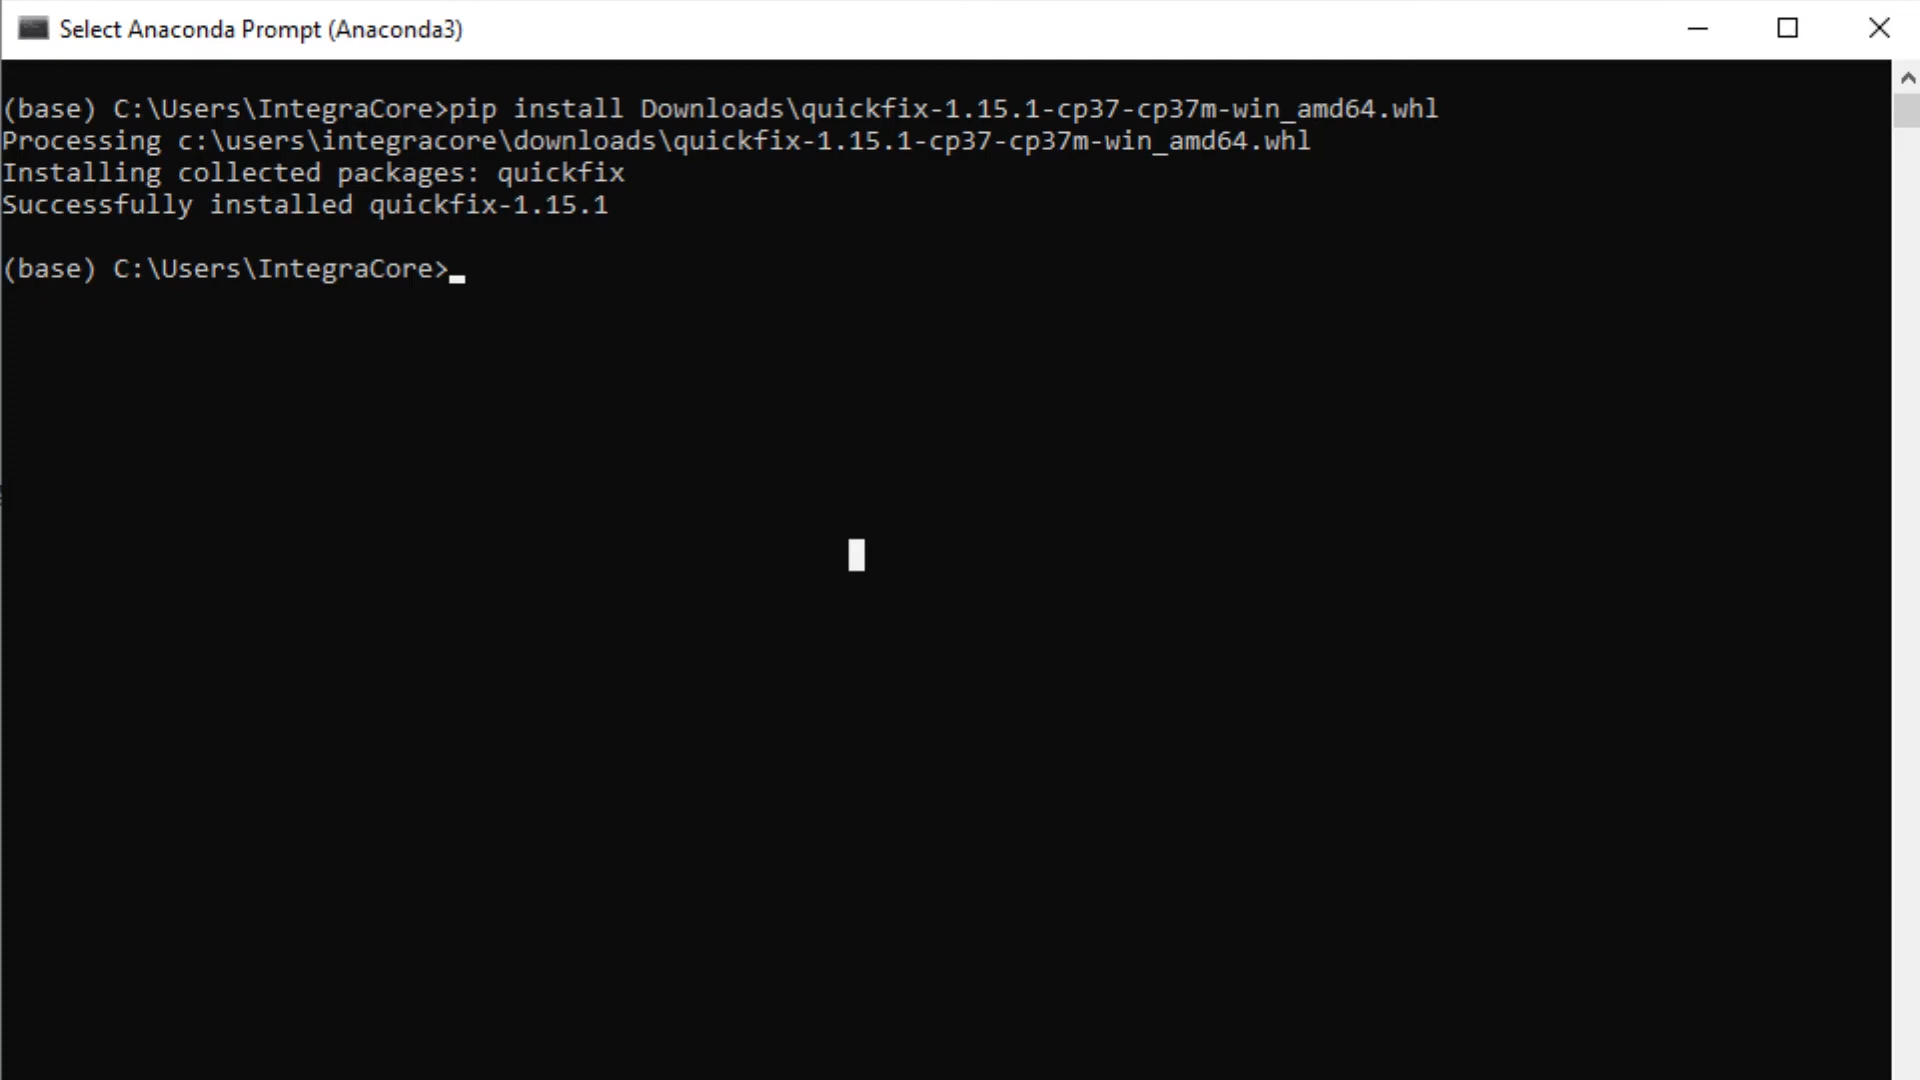 Select Anaconda Prompt (Anaconda3)
(base) C:\Users\IntegraCore>pip install Downloads\quickfix-1.15.1-cp37-cp37m-win_amd64.whl
Processing c:\users\integracore\downloads\quickfix-1.15.1-cp37-cp37m-win_amd64.whl
Installing collected packages: quickfix
Successfully installed quickfix-1.15.1
(base) C:\Users\IntegraCore>